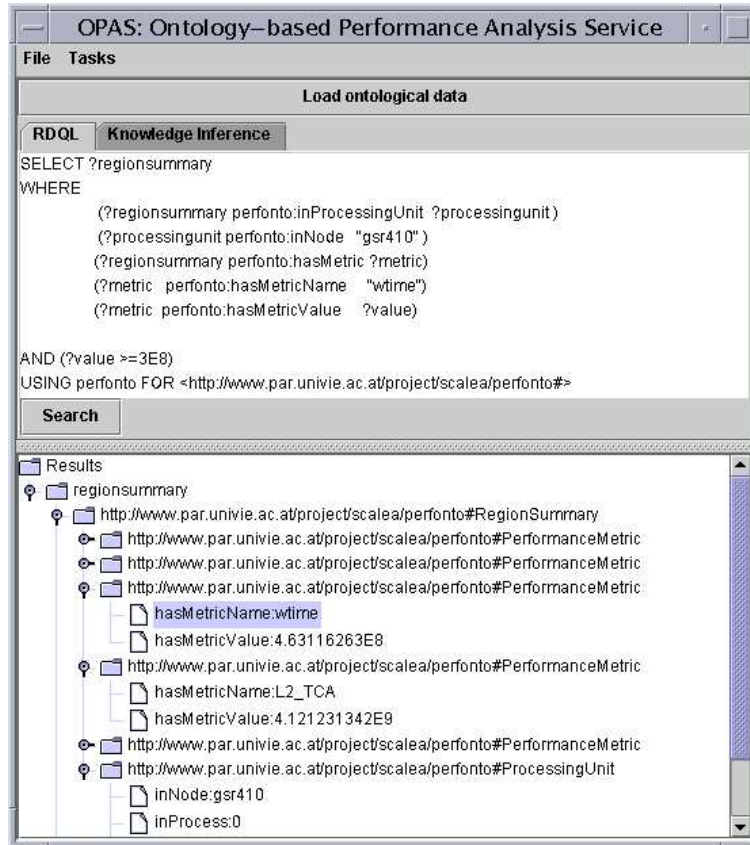 OPAS: Ontology–based Performance Analysis Service
File Tasks
Load ontological data
RDQL Knowledge Inference
SELECT ?regionsummary
WHERE
(?regionsummary perfonto:inProcessingUnit ?processingunit)
(?processingunit perfonto:inNode "gsr410")
(?regionsummary perfonto:hasMetric ?metric)
(?metric perfonto:hasMetricName "wtime")
(?metric perfonto:hasMetricValue ?value)
AND (?value >=3E8)
USING perfonto FOR <http://www.par.univie.ac.at/project/scalea/perfonto#>
Search
Results
regionsummary
http://www.par.univie.ac.at/project/scalea/perfonto#RegionSummary
http://www.par.univie.ac.at/project/scalea/perfonto#PerformanceMetric
http://www.par.univie.ac.at/project/scalea/perfonto#PerformanceMetric
http://www.par.univie.ac.at/project/scalea/perfonto#PerformanceMetric
hasMetricName:wtime
hasMetricValue:4.63116263E8
http://www.par.univie.ac.at/project/scalea/perfonto#PerformanceMetric
hasMetricName:L2_TCA
hasMetricValue:4.121231342E9
http://www.par.univie.ac.at/project/scalea/perfonto#PerformanceMetric
http://www.par.univie.ac.at/project/scalea/perfonto#ProcessingUnit
inNode:gsr410
inProcess:0